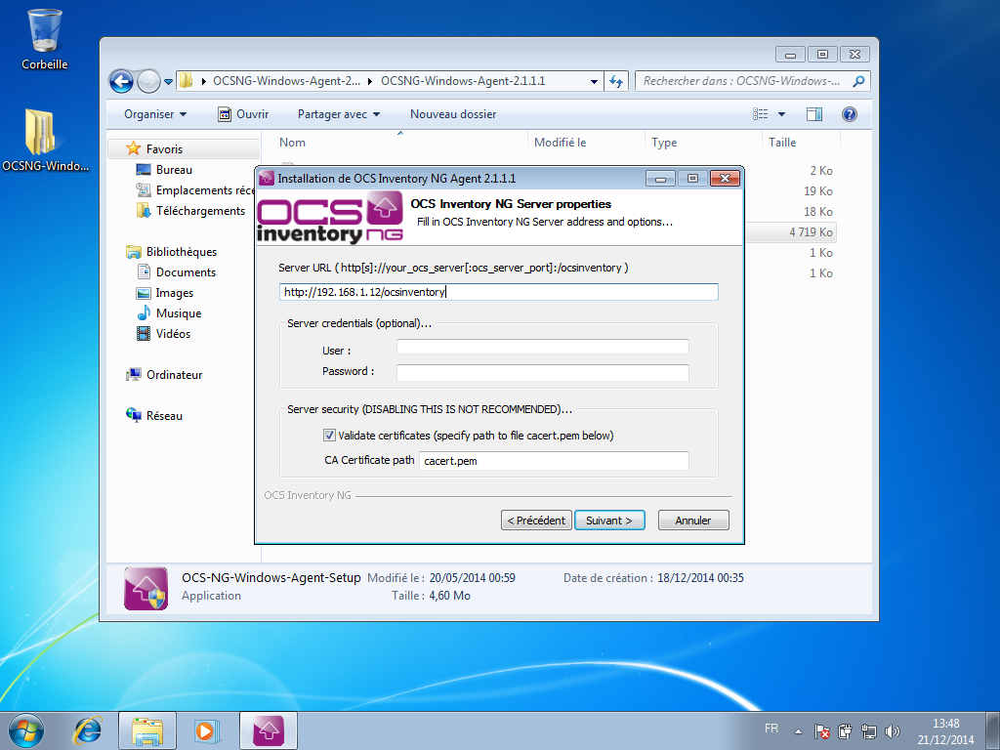 Corbeille
OCSNG-Windo...
OCSNG-Windows-Agent-2... OCSNG-Windows-Agent-2.1.1.1
Rechercher dans : OCSNG-Windows-...
Organiser Ouvrir Partager avec Nouveau dossier
Nom Modifié le Type Taille
Favoris
Bureau
Emplacements réce
Téléchargements
Bibliothèques
Documents
Images
Musique
Vidéos
Ordinateur
Réseau
2 Ko
19 Ko
18 Ko
4 719 Ko
1 Ko
1 Ko
Installation de OCS Inventory NG Agent 2.1.1.1
OCS
inventory NG
OCS Inventory NG Server properties
Fill in OCS Inventory NG Server address and options...
Server URL ( http[s]://your_ocs_server[:ocs_server_port]:/ocsinventory )
http://192.168.1.12/ocsinventory
Server credentials (optional)...
User :
Password :
Server security (DISABLING THIS IS NOT RECOMMENDED)...
Validate certificates (specify path to file cacert.pem below)
CA Certificate path cacert.pem
OCS Inventory NG
< Précédent Suivant > Annuler
OCS-NG-Windows-Agent-Setup Modifié le : 20/05/2014 00:59 Date de création : 18/12/2014 00:35
Application Taille : 4,60 Mo
FR
13:48
21/12/2014